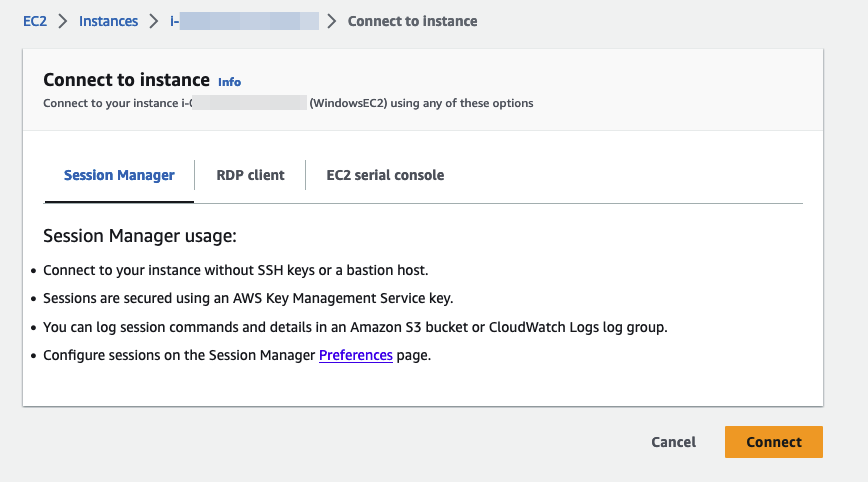 EC2 > Instances > i- > Connect to instance
Connect to instance Info
Connect to your instance i- (WindowsEC2) using any of these options
Session Manager RDP client EC2 serial console
Session Manager usage:
• Connect to your instance without SSH keys or a bastion host.
• Sessions are secured using an AWS Key Management Service key.
• You can log session commands and details in an Amazon S3 bucket or CloudWatch Logs log group.
• Configure sessions on the Session Manager Preferences page.
Cancel Connect